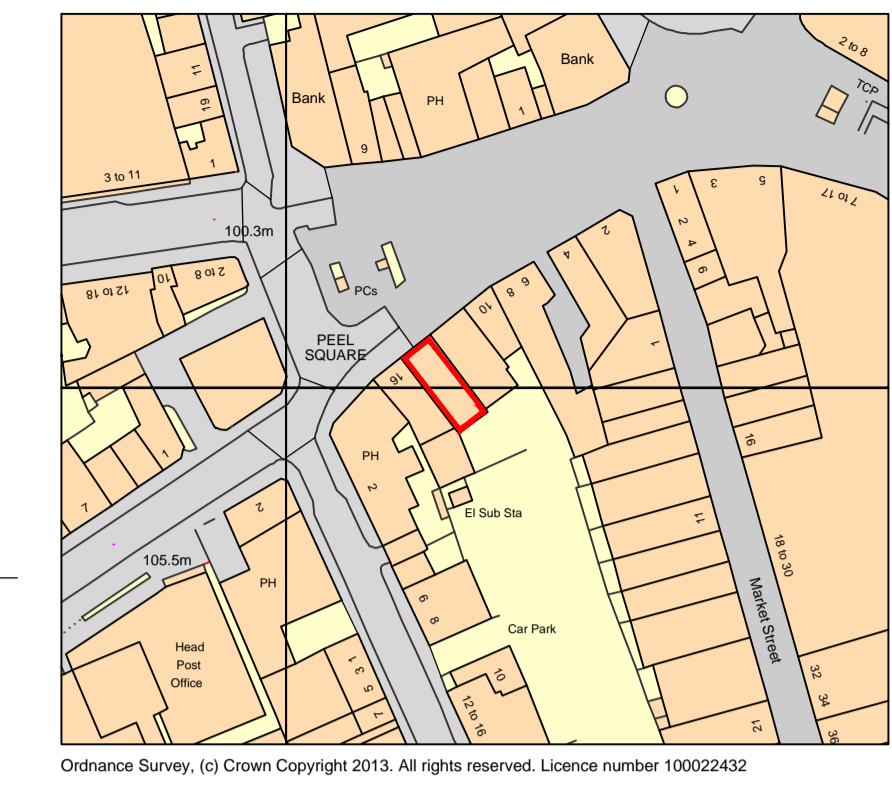 2 to 8
TCP
Bank
Bank
PH
11
19
1
9
1
3 to 11
1
3
5
7 to 17
2
4
6
100.3m
2
4
12 to 18
10
2 to 8
PCs
6
8
10
PEEL
SQUARE
1
16
16
PH
2
1
7
El Sub Sta
2
11
105.5m
18 to 30
PH
6
8
Car Park
Market Street
Head
Post
Office
1
3
5
7
10
12 to 16
32
34
36
21
Ordnance Survey, (c) Crown Copyright 2013. All rights reserved. Licence number 100022432